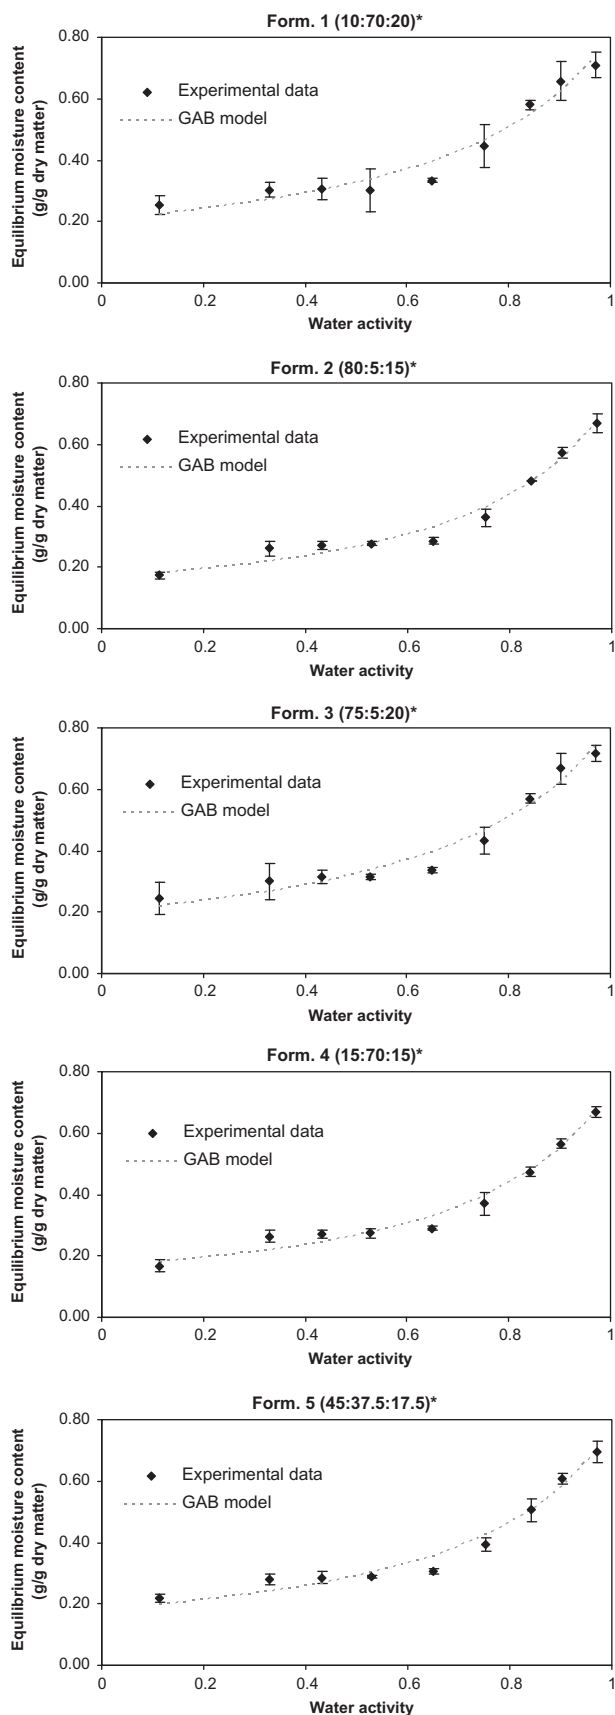 Form. 1 (10:70:20)*
Equilibrium moisture content
(g/g dry matter)
0.80
0.60
0.40
0.20
0.00
Experimental data
GAB model
0
0.2
0.4
0.6
0.8
1
Water activity
Form. 2 (80:5:15)*
Equilibrium moisture content
(g/g dry matter)
0.80
0.60
0.40
0.20
0.00
Experimental data
GAB model
0
0.2
0.4
0.6
0.8
1
Water activity
Form. 3 (75:5:20)*
Equilibrium moisture content
(g/g dry matter)
0.80
0.60
0.40
0.20
0.00
Experimental data
GAB model
0
0.2
0.4
0.6
0.8
1
Water activity
Form. 4 (15:70:15)*
Equilibrium moisture content
(g/g dry matter)
0.80
0.60
0.40
0.20
0.00
Experimental data
GAB model
0
0.2
0.4
0.6
0.8
1
Water activity
Form. 5 (45:37.5:17.5)*
Equilibrium moisture content
(g/g dry matter)
0.80
0.60
0.40
0.20
0.00
Experimental data
GAB model
0
0.2
0.4
0.6
0.8
1
Water activity